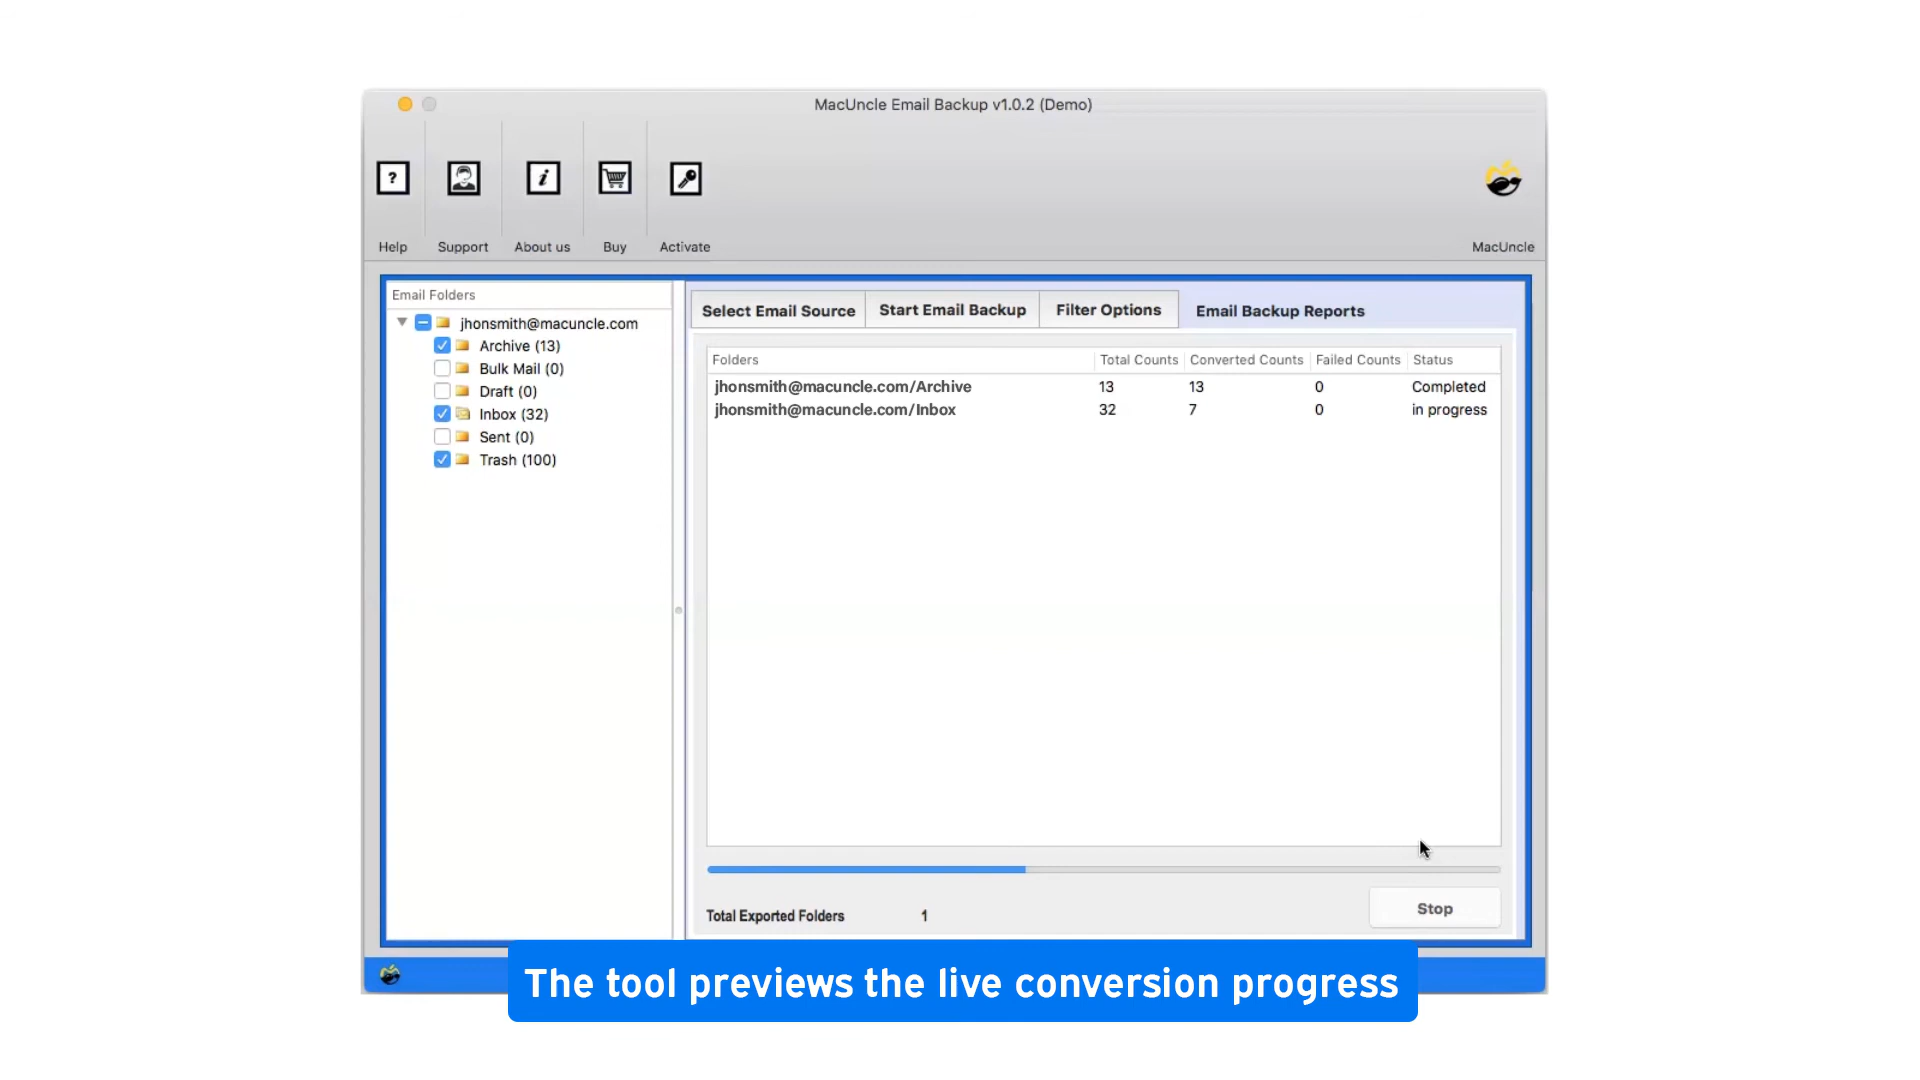 MacUncle Email Backup v1.0.2 (Demo)
?
i
Help Support About us Buy Activate MacUncle
Email Folders
jhonsmith@macuncle.com
Archive (13)
Bulk Mail (0)
Draft (0)
Inbox (32)
Sent (0)
Trash (100)
Select Email Source Start Email Backup Filter Options Email Backup Reports
Folders Total Counts Converted Counts Failed Counts Status
jhonsmith@macuncle.com/Archive 13 13 0 Completed
jhonsmith@macuncle.com/Inbox 32 7 0 in progress
Total Exported Folders 1
Stop
The tool previews the live conversion progress